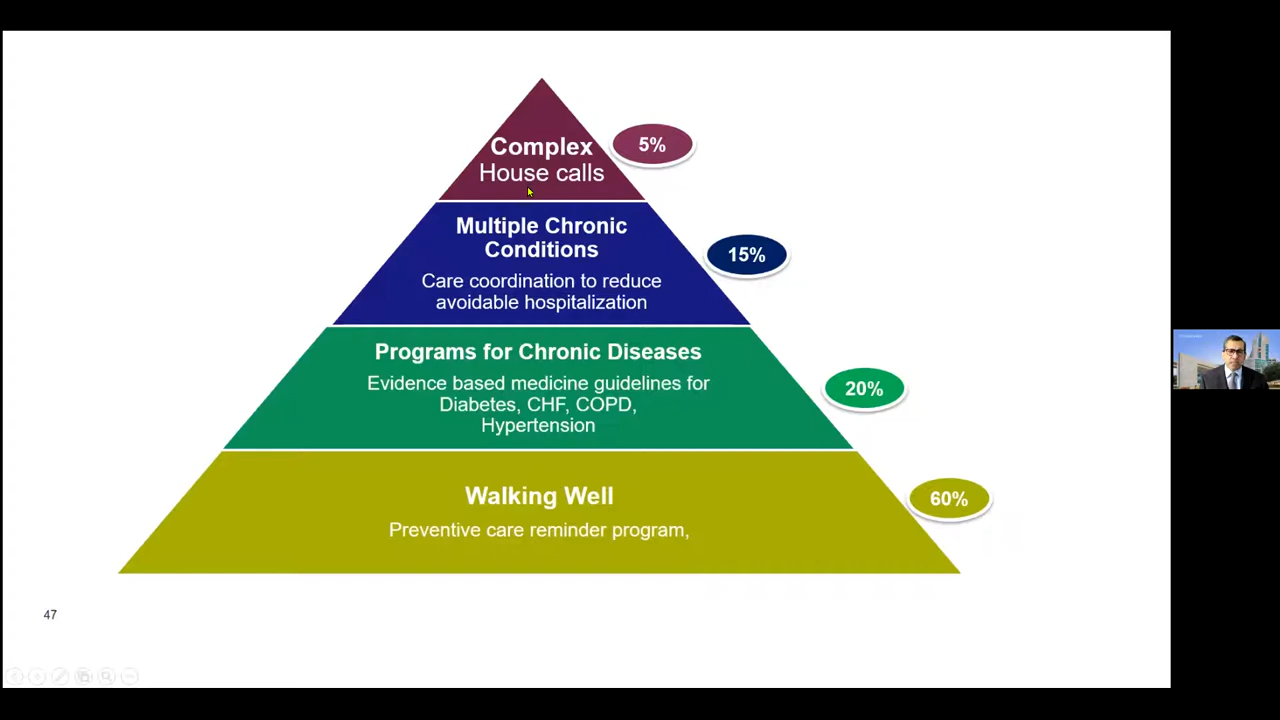 Complex
House calls
5%
Multiple Chronic
Conditions
Care coordination to reduce
avoidable hospitalization
15%
Programs for Chronic Diseases
Evidence based medicine guidelines for
Diabetes, CHF, COPD,
Hypertension
20%
Walking Well
Preventive care reminder program,
60%
47